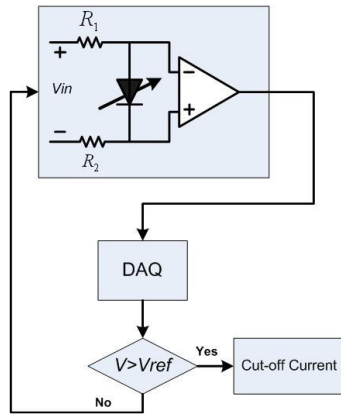 R₁
+
Vin
−
R₂
−
+
DAQ
V>Vref
Yes
Cut-off Current
No